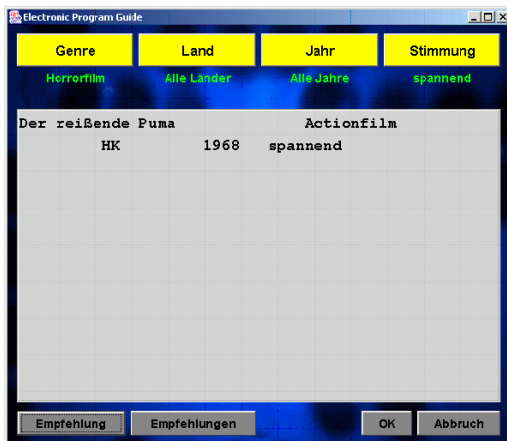 Electronic Program Guide
Genre Land Jahr Stimmung
Horrorfilm Alle Länder Alle Jahre spannend
Der reißende Puma Actionfilm
HK 1968 spannend
Empfehlung Empfehlungen OK Abbruch